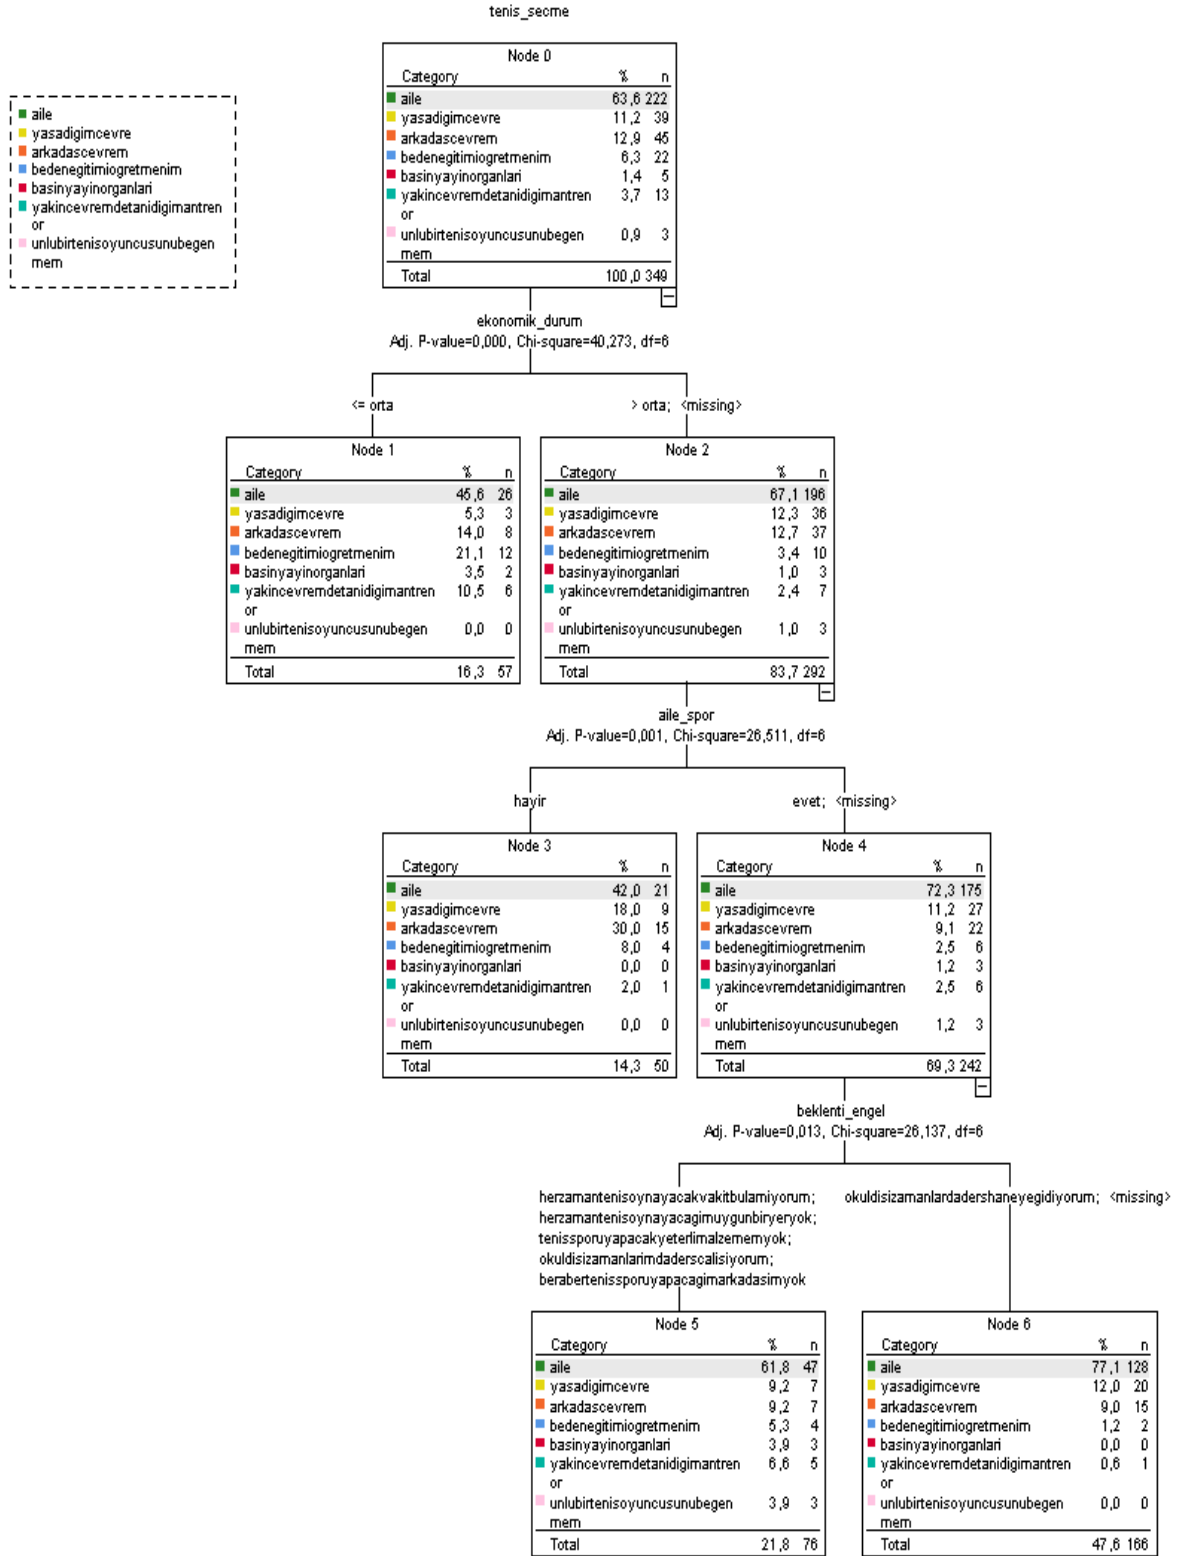 tenis_secme
aile
yasadigimcevre
arkadascevrem
bedenegitimiogretmenim
basinyayinorganlari
yakincevremdetanidigimantren
or
unlubirtenisoyuncusunubegen
mem
Node 0
Category % n
aile 63,6 222
yasadigimcevre 11,2 39
arkadascevrem 12,9 45
bedenegitimiogretmenim 6,3 22
basinyayinorganlari 1,4 5
yakincevremdetanidigimantren 3,7 13
or
unlubirtenisoyuncusunubegen 0,9 3
mem
Total 100,0 349
ekonomik_durum
Adj. P-value=0,000, Chi-square=40,273, df=6
<= orta
> orta; <missing>
Node 1
Category % n
aile 45,6 26
yasadigimcevre 5,3 3
arkadascevrem 14,0 8
bedenegitimiogretmenim 21,1 12
basinyayinorganlari 3,5 2
yakincevremdetanidigimantren 10,5 6
or
unlubirtenisoyuncusunubegen 0,0 0
mem
Total 16,3 57
Node 2
Category % n
aile 67,1 196
yasadigimcevre 12,3 36
arkadascevrem 12,7 37
bedenegitimiogretmenim 3,4 10
basinyayinorganlari 1,0 3
yakincevremdetanidigimantren 2,4 7
or
unlubirtenisoyuncusunubegen 1,0 3
mem
Total 83,7 292
aile_spor
Adj. P-value=0,001, Chi-square=26,511, df=6
hayir
evet; <missing>
Node 3
Category % n
aile 42,0 21
yasadigimcevre 18,0 9
arkadascevrem 30,0 15
bedenegitimiogretmenim 8,0 4
basinyayinorganlari 0,0 0
yakincevremdetanidigimantren 2,0 1
or
unlubirtenisoyuncusunubegen 0,0 0
mem
Total 14,3 50
Node 4
Category % n
aile 72,3 175
yasadigimcevre 11,2 27
arkadascevrem 9,1 22
bedenegitimiogretmenim 2,5 6
basinyayinorganlari 1,2 3
yakincevremdetanidigimantren 2,5 6
or
unlubirtenisoyuncusunubegen 1,2 3
mem
Total 69,3 242
beklenti_engel
Adj. P-value=0,013, Chi-square=26,137, df=6
herzamantenisoynayacakvakitbulamiyorum;
herzamantenisoynayacagimuygunbiryeryok;
tenissporuyapacakyeterlimalzememyok;
okuldisizamanlarimdaderscalisiyorum;
berabertenissporuyapacagimarkadasimyok
okuldisizamanlardadershaneyegidiyorum; <missing>
Node 5
Category % n
aile 61,8 47
yasadigimcevre 9,2 7
arkadascevrem 9,2 7
bedenegitimiogretmenim 5,3 4
basinyayinorganlari 3,9 3
yakincevremdetanidigimantren 6,6 5
or
unlubirtenisoyuncusunubegen 3,9 3
mem
Total 21,8 76
Node 6
Category % n
aile 77,1 128
yasadigimcevre 12,0 20
arkadascevrem 9,0 15
bedenegitimiogretmenim 1,2 2
basinyayinorganlari 0,0 0
yakincevremdetanidigimantren 0,6 1
or
unlubirtenisoyuncusunubegen 0,0 0
mem
Total 47,6 166